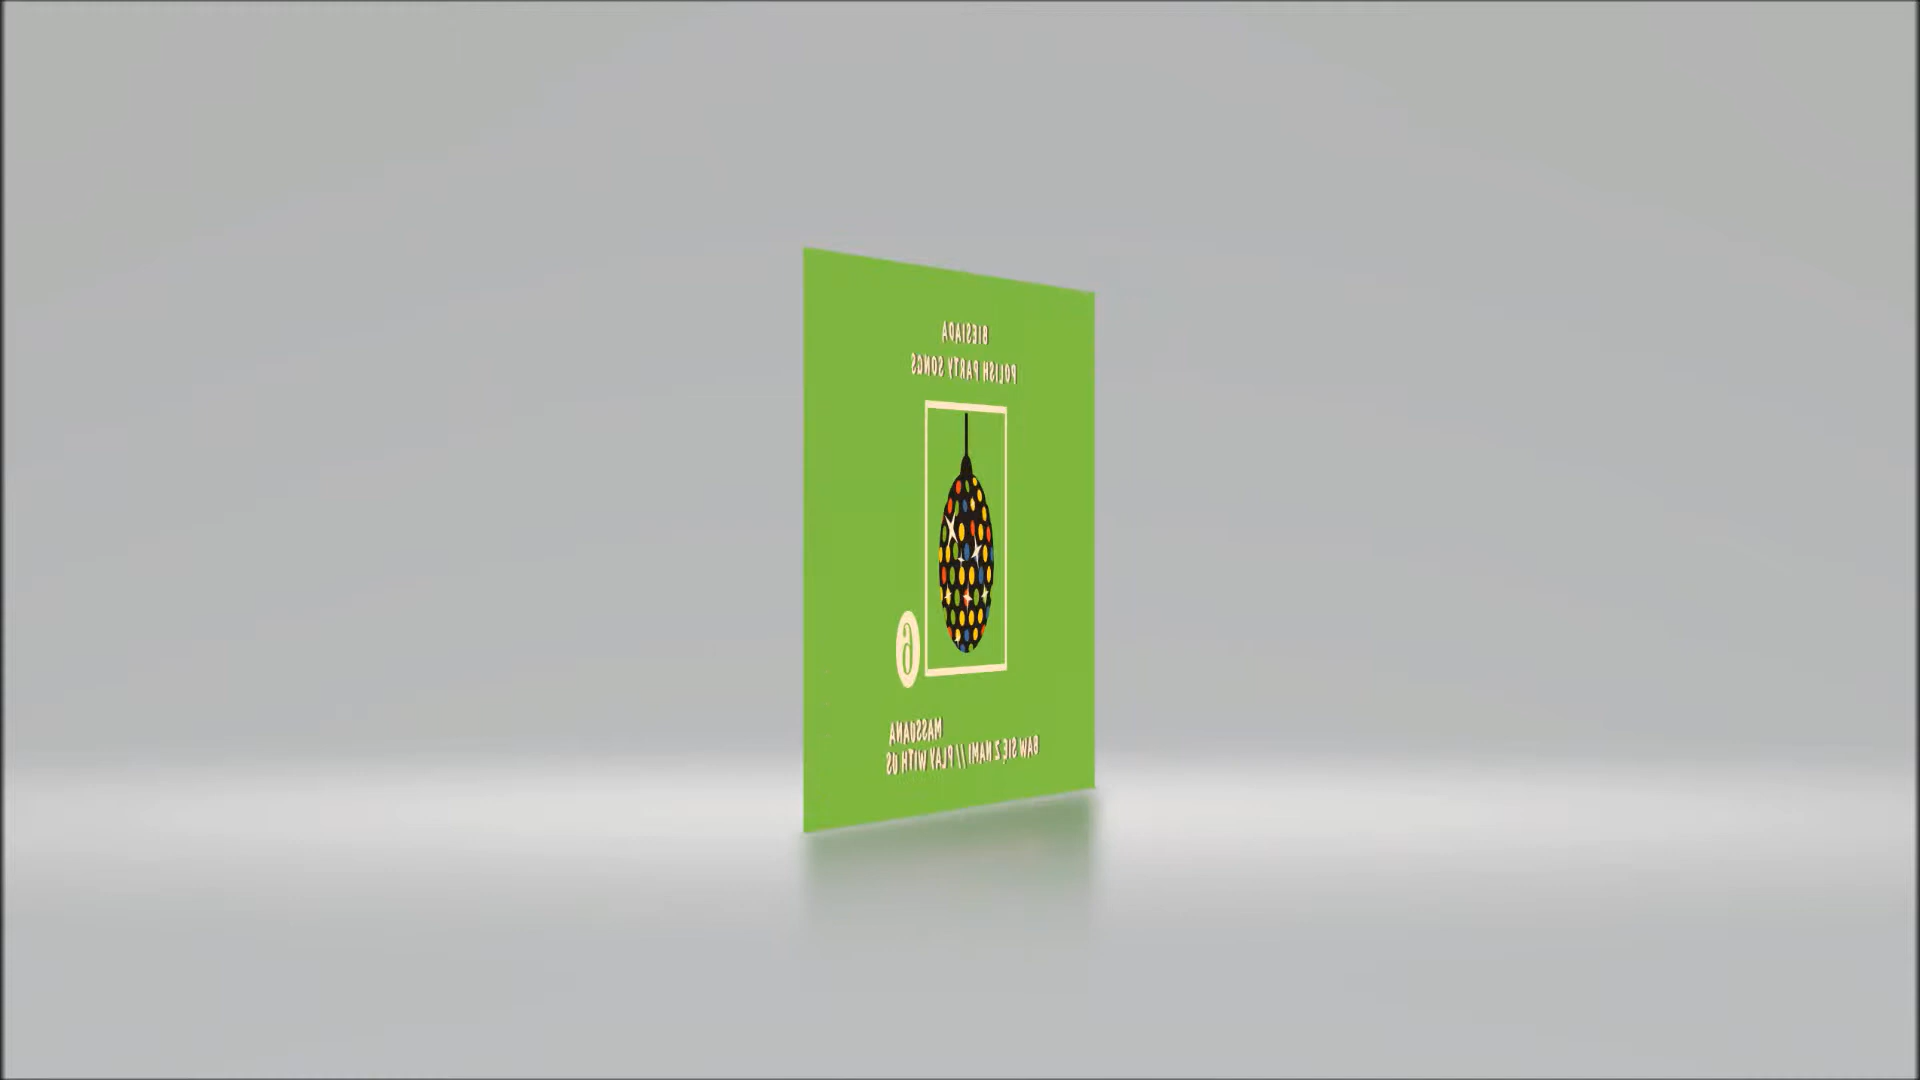 BIESIADA
POLISH PARTY SONGS
6
MASSUANA
BAW SIĘ Z NAMI // PLAY WITH US